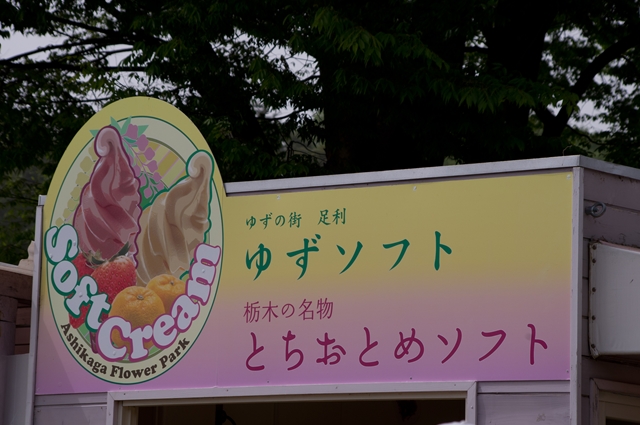 Soft
Cream
Ashikaga Flower Park
ゆずの街 足利
ゆずソフト
栃木の名物
とちおとめソフト